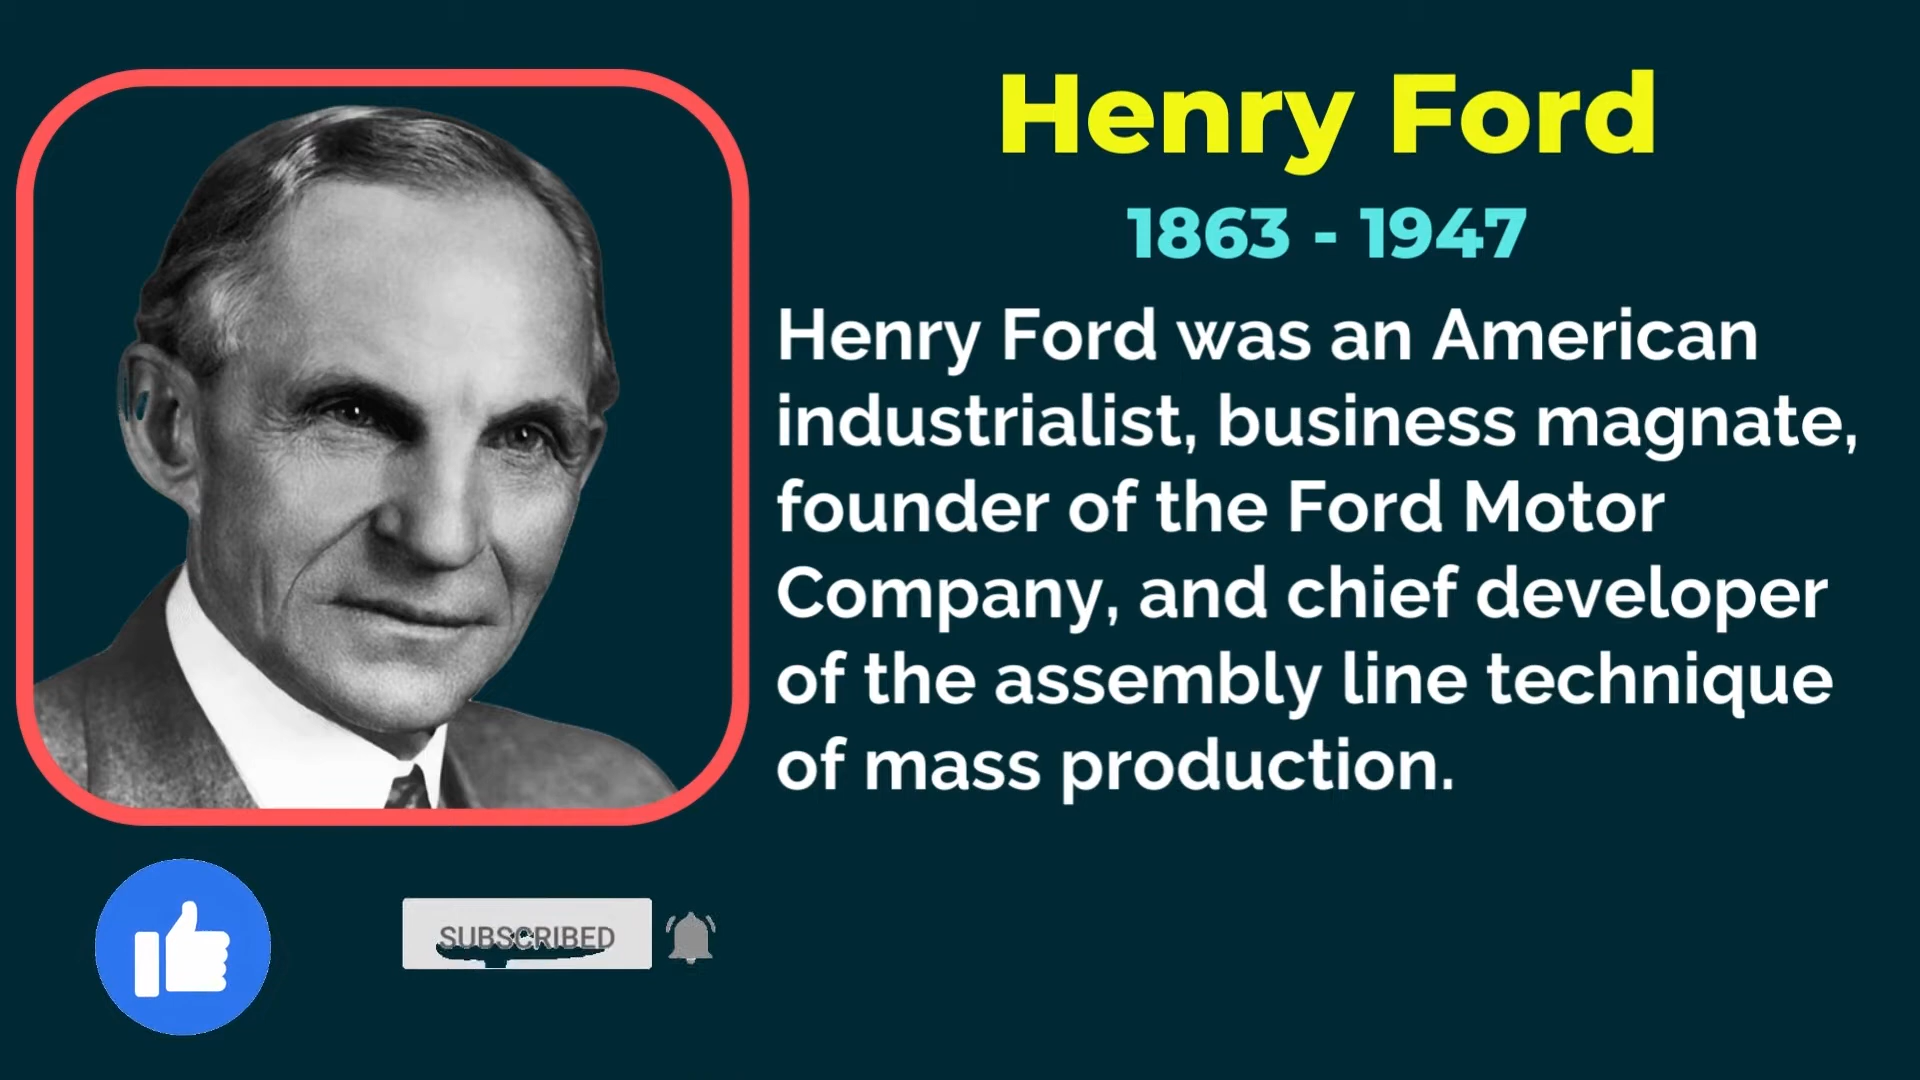 Henry Ford
1863 - 1947
Henry Ford was an American
industrialist, business magnate,
founder of the Ford Motor
Company, and chief developer
of the assembly line technique
of mass production.
SUBSCRIBED